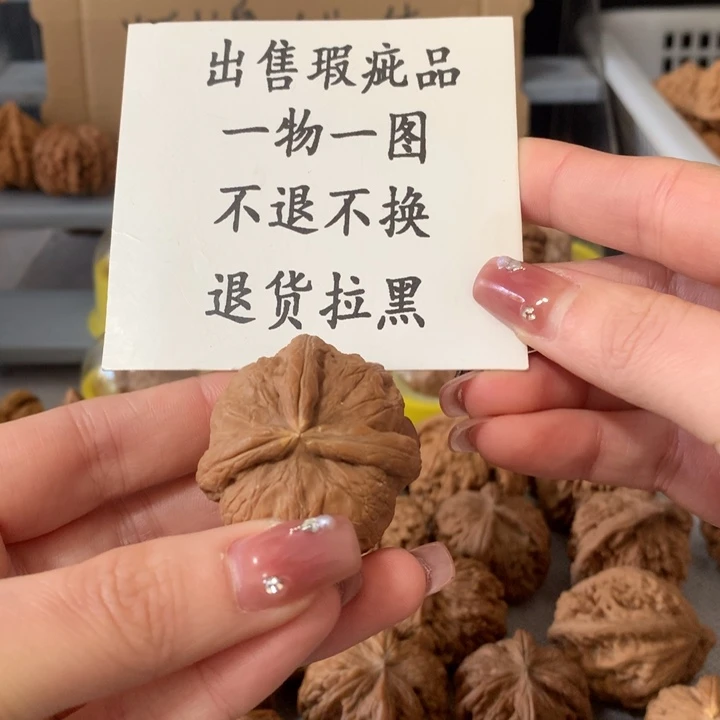 出售瑕疵品
一物一图
不退不换
退货拉黑